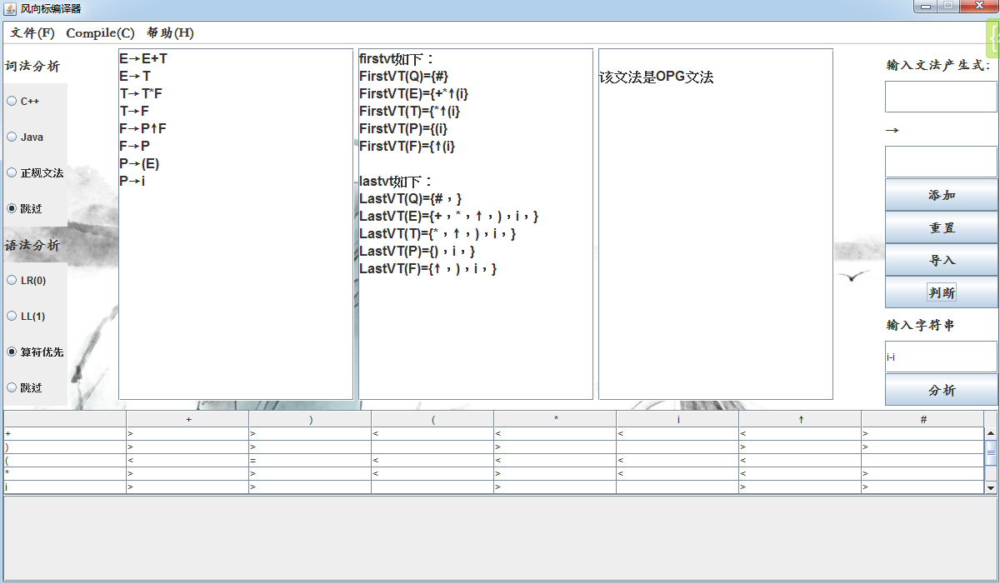 风向标编译器
文件(F) Compile(C) 帮助(H)
词法分析
C++
Java
正规文法
跳过
语法分析
LR(0)
LL(1)
算符优先
跳过
E→E+T
E→T
T→T*F
T→F
F→P↑F
F→P
P→(E)
P→i
firstvt如下：
FirstVT(Q)={#}
FirstVT(E)={+*↑(i}
FirstVT(T)={*↑(i}
FirstVT(P)={(i}
FirstVT(F)={↑(i}
lastvt如下：
LastVT(Q)={#，}
LastVT(E)={+，*，↑，)，i，}
LastVT(T)={*，↑，)，i，}
LastVT(P)={)，i，}
LastVT(F)={↑，)，i，}
该文法是OPG文法
输入文法产生式:
→
添加
重置
导入
判断
输入字符串
i-i
分析
+ ) ( * i ↑ #
+ > > < < < < >
) > > > > >
( < = < < < <
* > > < > < < >
i > > > > >